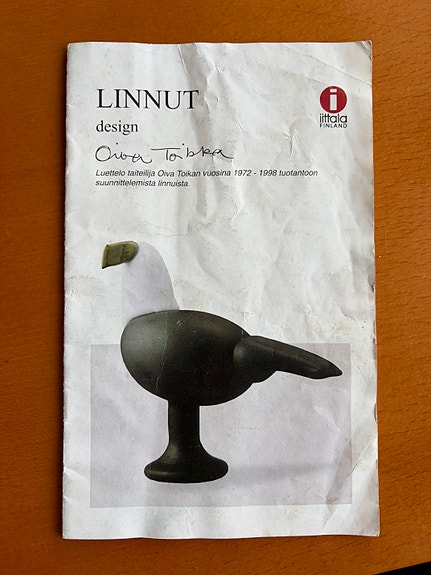 LINNUT
design
Oiva Toikka
Luettelo taiteilija Oiva Toikan vuosina 1972 - 1998 tuotantoon
suunnittelemista linnuista.
i
iittala
FINLAND